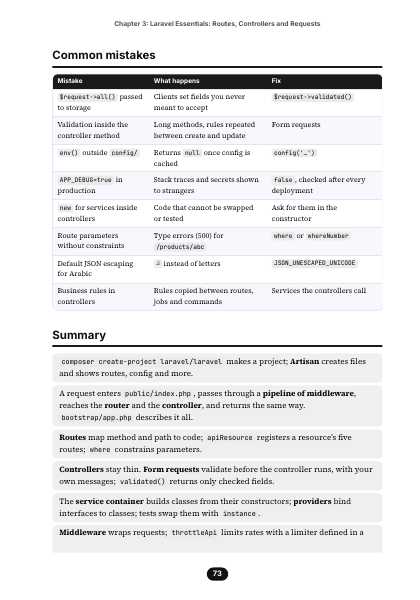 Chapter 3: Laravel Essentials: Routes, Controllers and Requests
Common mistakes
Mistake What happens Fix
$request->all() passed Clients set fields you never $request->validated()
to storage meant to accept
Validation inside the Long methods, rules repeated Form requests
controller method between create and update
env() outside config/ Returns null once config is config('…')
cached
APP_DEBUG=true in Stack traces and secrets shown false, checked after every
production to strangers deployment
new for services inside Code that cannot be swapped Ask for them in the
controllers or tested constructor
Route parameters Type errors (500) for where or whereNumber
without constraints /products/abc
Default JSON escaping instead of letters JSON_UNESCAPED_UNICODE
for Arabic
Business rules in Rules copied between routes, Services the controllers call
controllers jobs and commands
Summary
composer create-project laravel/laravel makes a project; Artisan creates files
and shows routes, config and more.
A request enters public/index.php, passes through a pipeline of middleware,
reaches the router and the controller, and returns the same way.
bootstrap/app.php describes it all.
Routes map method and path to code; apiResource registers a resource's five
routes; where constrains parameters.
Controllers stay thin. Form requests validate before the controller runs, with your
own messages; validated() returns only checked fields.
The service container builds classes from their constructors; providers bind
interfaces to classes; tests swap them with instance.
Middleware wraps requests; throttleApi limits rates with a limiter defined in a
73